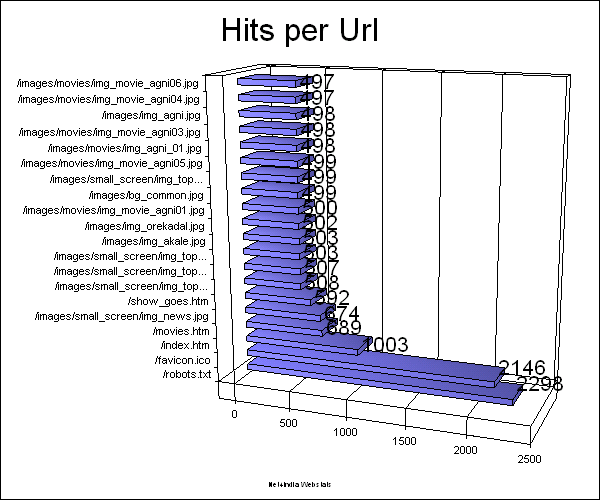 Hits per Url
/images/movies/img_movie_agni06.jpg 497
/images/movies/img_movie_agni04.jpg 497
/images/img_agni.jpg 498
/images/movies/img_movie_agni03.jpg 498
/images/movies/img_agni_01.jpg 498
/images/movies/img_movie_agni05.jpg 499
/images/small_screen/img_top... 499
/images/bg_common.jpg 499
/images/movies/img_movie_agni01.jpg 500
/images/img_orekadal.jpg 502
/images/img_akale.jpg 503
/images/small_screen/img_top... 503
/images/small_screen/img_top... 507
/images/small_screen/img_top... 508
/show_goes.htm 592
/images/small_screen/img_news.jpg 674
/movies.htm 689
/index.htm 1003
/favicon.ico 2146
/robots.txt 2298
0 500 1000 1500 2000 2500
Net4India Webstats